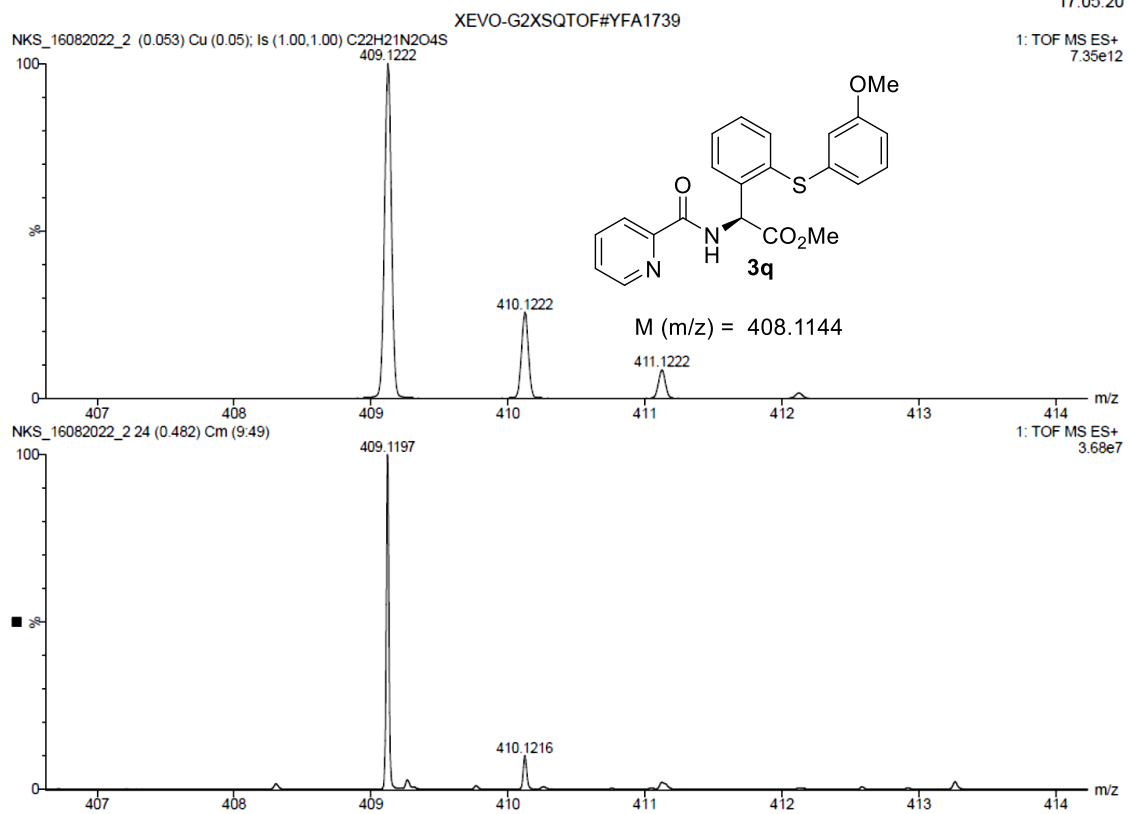 17:05:20
XEVO-G2XSQTOF#YFA1739
NKS_16082022_2 (0.053) Cu (0.05); Is (1.00,1.00) C22H21N2O4S
1: TOF MS ES+
7.35e12
100
409.1222
%
410.1222
411.1222
0
407
408
409
410
411
412
413
414
m/z
OMe
S
O
N
H
CO2Me
N
3q
M (m/z) = 408.1144
NKS_16082022_2 24 (0.482) Cm (9:49)
1: TOF MS ES+
3.68e7
100
409.1197
%
410.1216
0
407
408
409
410
411
412
413
414
m/z